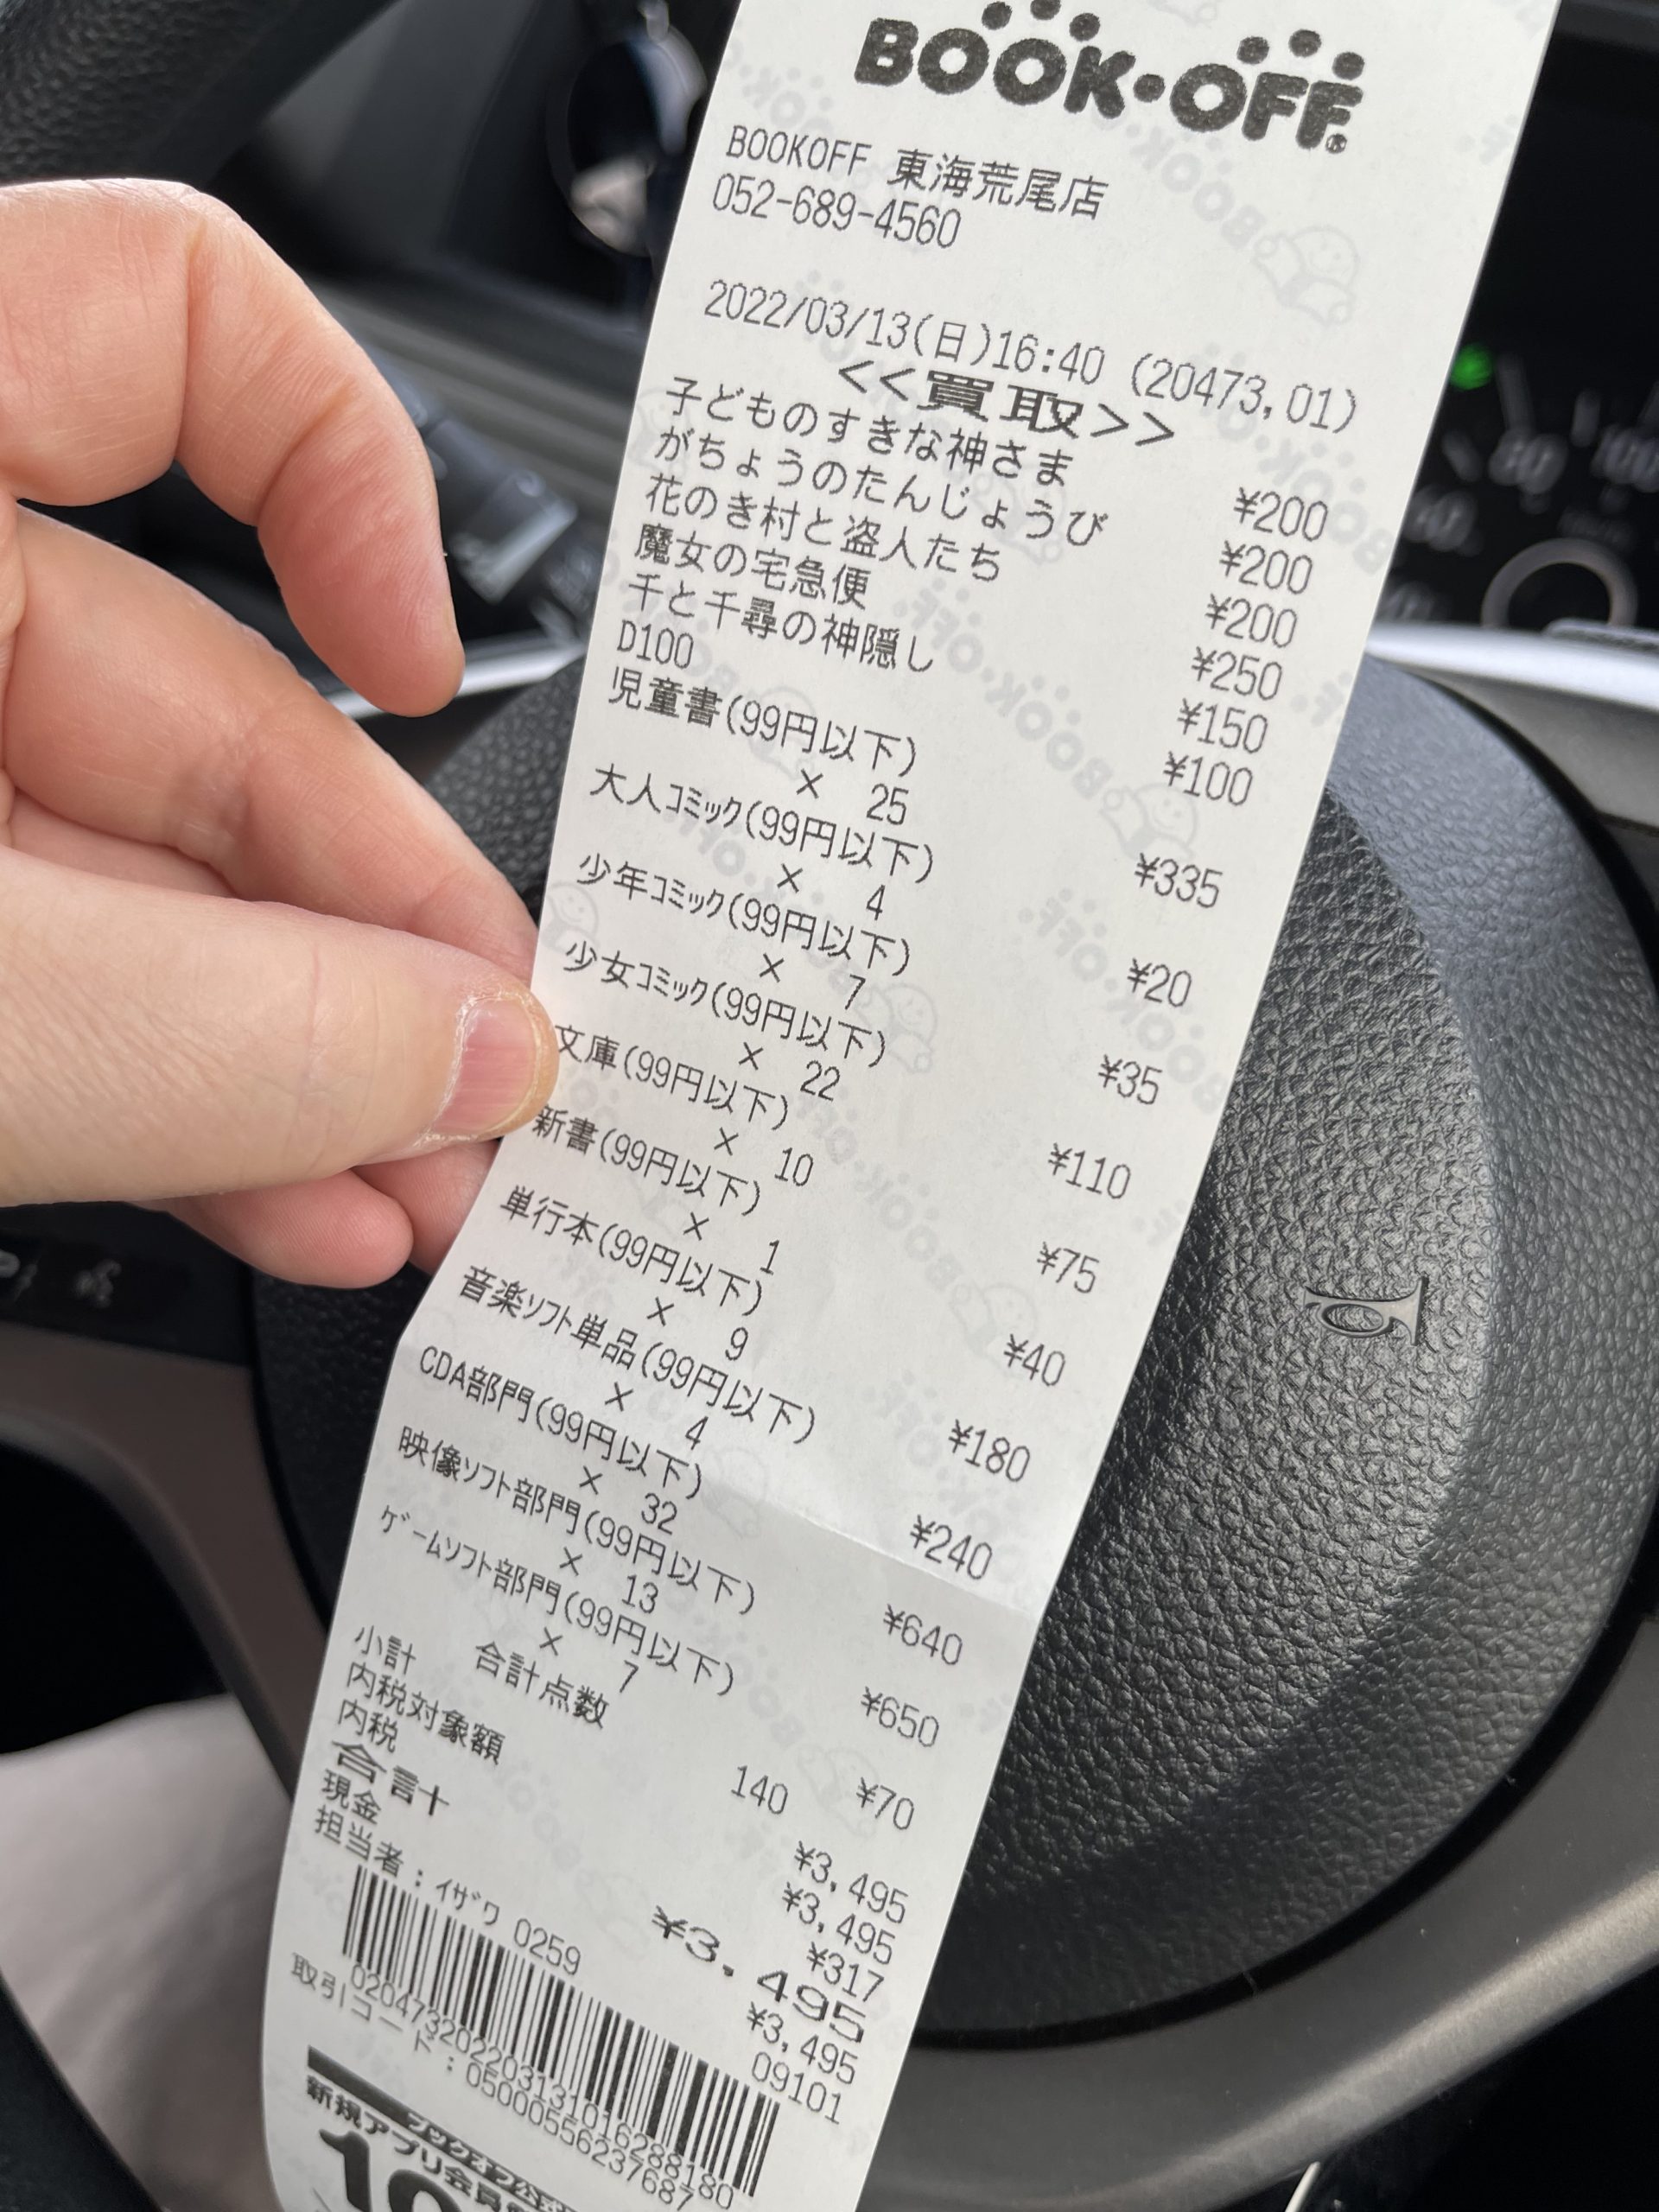 BOOK·OFF
BOOKOFF 東海荒尾店
052-689-4560
2022/03/13(日)16:40 (20473,01)
<<買取>>
子どものすきな神さま ¥200
がちょうのたんじょうび ¥200
花のき村と盗人たち ¥200
魔女の宅急便 ¥250
千と千尋の神隠し ¥150
D100 ¥100
児童書(99円以下)
× 25 ¥335
大人コミック(99円以下)
× 4 ¥20
少年コミック(99円以下)
× 7 ¥35
少女コミック(99円以下)
× 22 ¥110
文庫(99円以下)
× 10 ¥75
新書(99円以下)
× 1 ¥40
単行本(99円以下)
× 9 ¥180
音楽ソフト単品(99円以下)
× 4 ¥240
CDA部門(99円以下)
× 32 ¥640
映像ソフト部門(99円以下)
× 13 ¥650
ゲームソフト部門(99円以下)
× 7 ¥70
合計点数 140
小計 ¥3,495
内税対象額 ¥3,495
内税 ¥317
合計 ¥3,495
現金 ¥3,495
担当者:イザワ 0259 09101
取引コード:0500055623768​7
新規アプリ会員
10
80
100